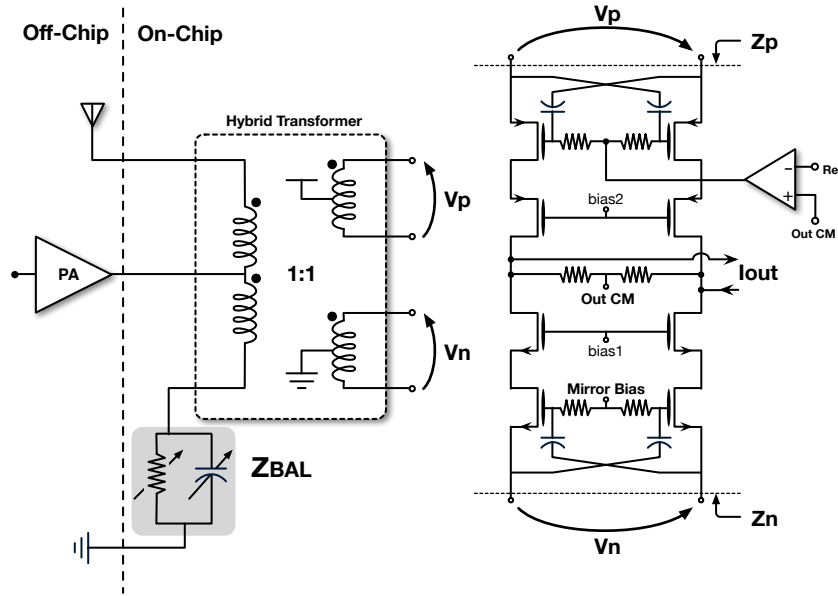 Off-Chip
On-Chip
Hybrid Transformer
PA
1:1
Vp
Vn
ZBAL
Vp
Zp
Re
Out CM
bias2
Iout
Out CM
bias1
Mirror Bias
Zn
Vn